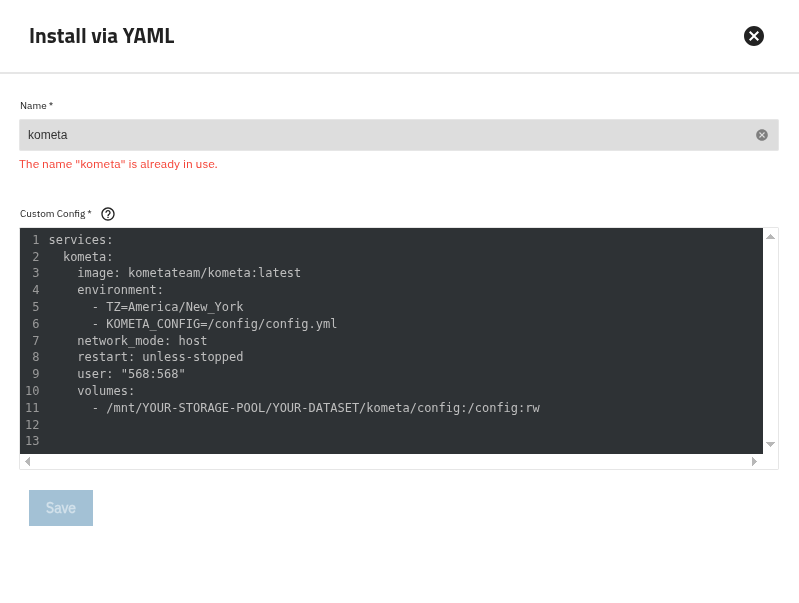 Install via YAML
Name *
kometa
The name "kometa" is already in use.
Custom Config *
1 services:
2   kometa:
3     image: kometateam/kometa:latest
4     environment:
5       - TZ=America/New_York
6       - KOMETA_CONFIG=/config/config.yml
7     network_mode: host
8     restart: unless-stopped
9     user: "568:568"
10     volumes:
11       - /mnt/YOUR-STORAGE-POOL/YOUR-DATASET/kometa/config:/config:rw
12
13
Save